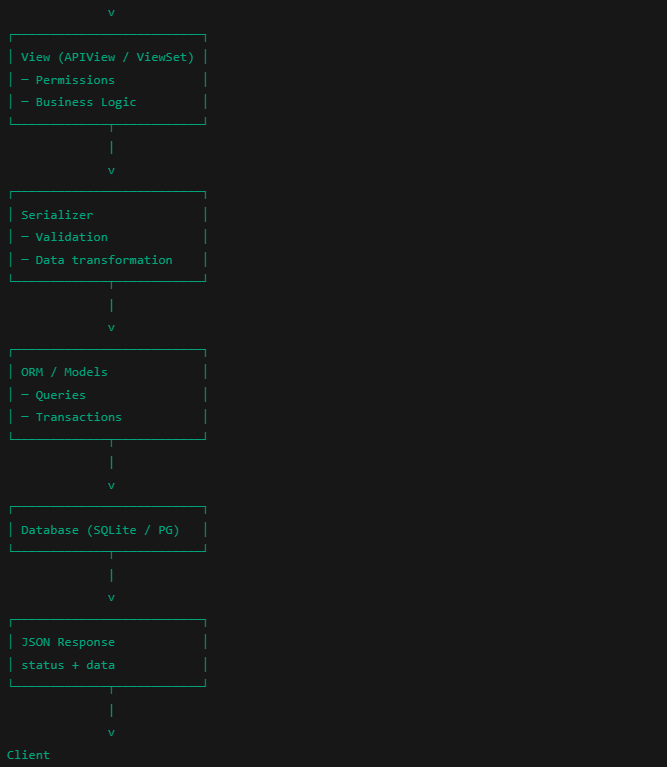 v
View (APIView / ViewSet)
─ Permissions
─ Business Logic
v
Serializer
─ Validation
─ Data transformation
v
ORM / Models
─ Queries
─ Transactions
v
Database (SQLite / PG)
v
JSON Response
status + data
v
Client